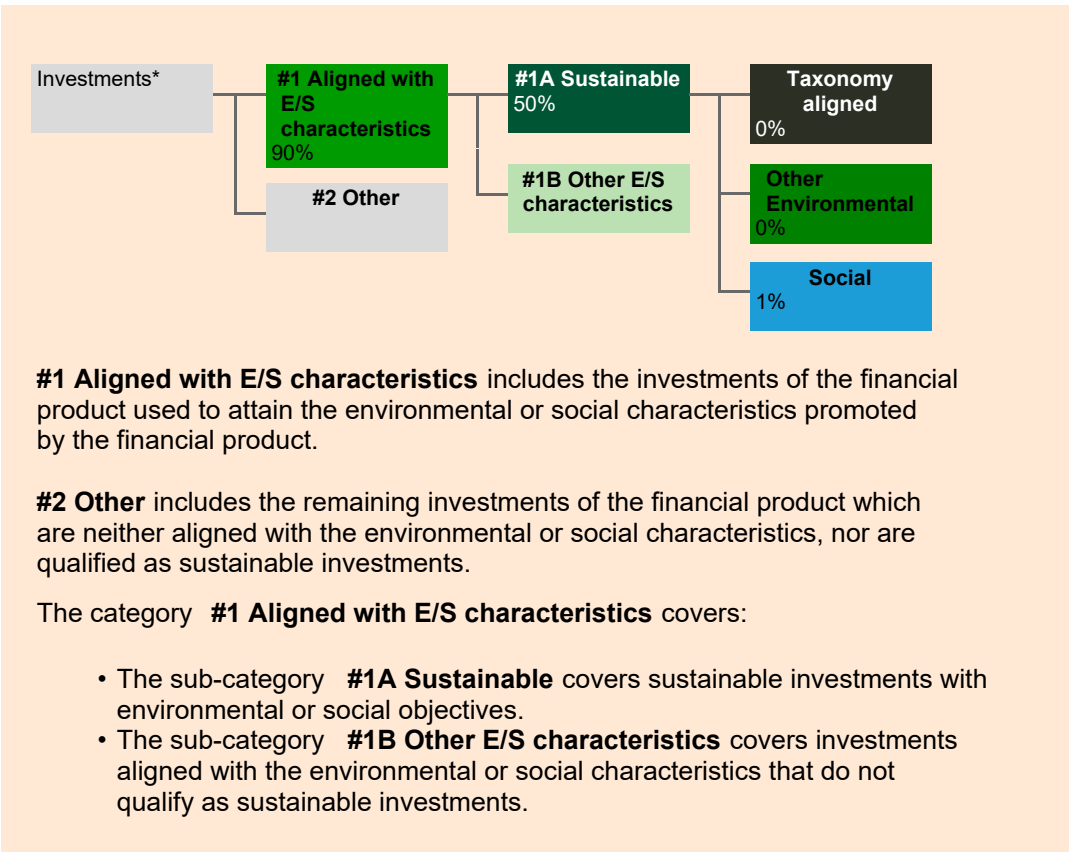 Investments*
#1 Aligned with
E/S
characteristics
90%
#2 Other
#1A Sustainable
50%
#1B Other E/S
characteristics
Taxonomy
aligned
0%
Other
Environmental
0%
Social
1%
#1 Aligned with E/S characteristics includes the investments of the financial
product used to attain the environmental or social characteristics promoted
by the financial product.
#2 Other includes the remaining investments of the financial product which
are neither aligned with the environmental or social characteristics, nor are
qualified as sustainable investments.
The category #1 Aligned with E/S characteristics covers:
• The sub-category #1A Sustainable covers sustainable investments with
environmental or social objectives.
• The sub-category #1B Other E/S characteristics covers investments
aligned with the environmental or social characteristics that do not
qualify as sustainable investments.